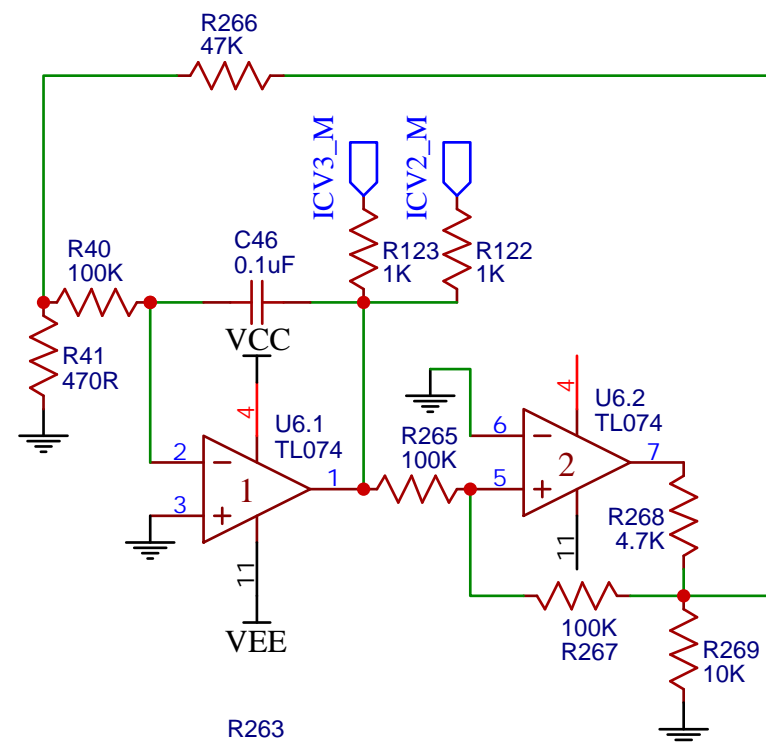 R266
47K
ICV3_M
ICV2_M
R40
100K
C46
0.1uF
R123
1K
R122
1K
VCC
R41
470R
4
U6.1
TL074
4
U6.2
TL074
2
1
1
3
R265
100K
6
5
2
7
R268
4.7K
11
11
VEE
100K
R267
R269
10K
R263